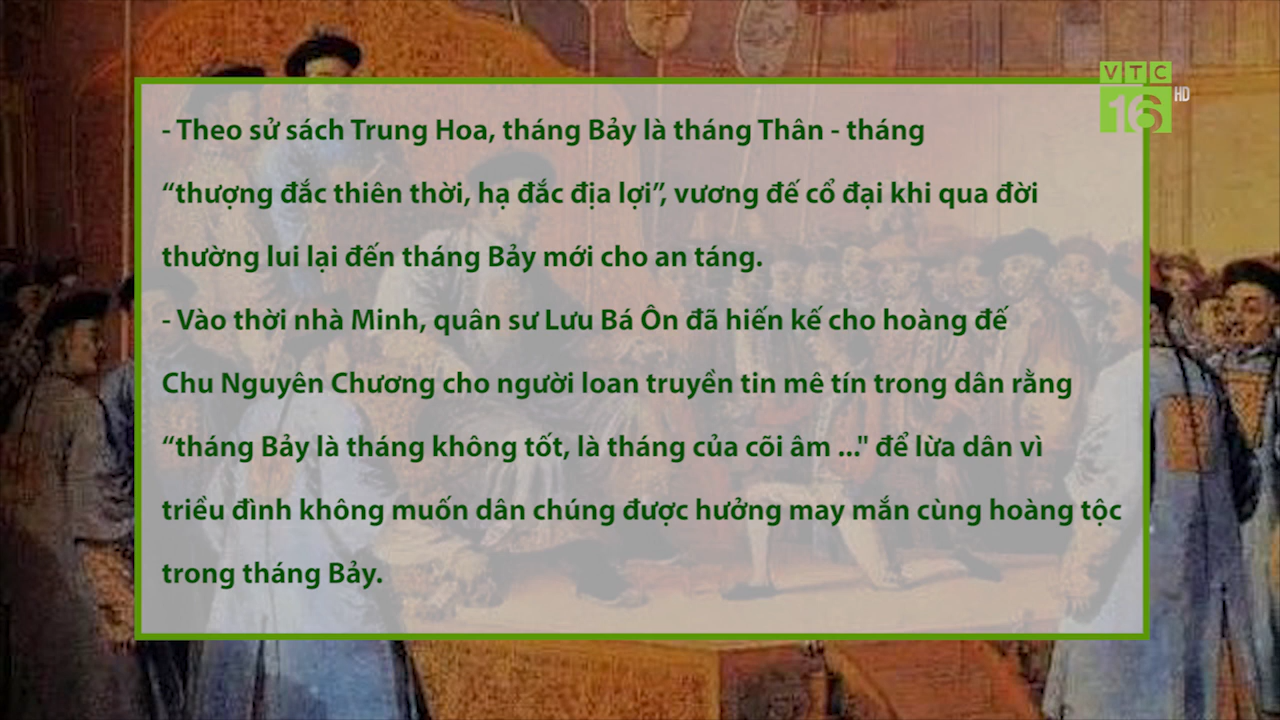 VTC
16 HD
- Theo sử sách Trung Hoa, tháng Bảy là tháng Thân - tháng
“thượng đắc thiên thời, hạ đắc địa lợi”, vương đế cổ đại khi qua đời
thường lui lại đến tháng Bảy mới cho an táng.
- Vào thời nhà Minh, quân sư Lưu Bá Ôn đã hiến kế cho hoàng đế
Chu Nguyên Chương cho người loan truyền tin mê tín trong dân rằng
“tháng Bảy là tháng không tốt, là tháng của cõi âm ..." để lừa dân vì
triều đình không muốn dân chúng được hưởng may mắn cùng hoàng tộc
trong tháng Bảy.